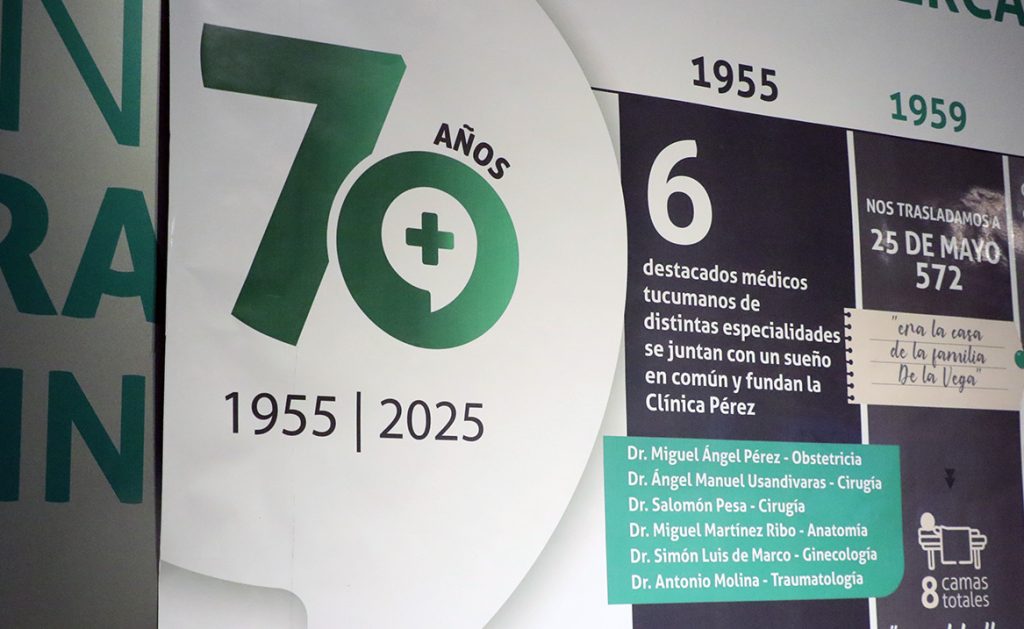 70
AÑOS
1955 | 2025
1955
6
destacados médicos
tucumanos de
distintas especialidades
se juntan con un sueño
en común y fundan la
Clínica Pérez
Dr. Miguel Ángel Pérez - Obstetricia
Dr. Ángel Manuel Usandivaras - Cirugía
Dr. Salomón Pesa - Cirugía
Dr. Miguel Martínez Ribo - Anatomía
Dr. Simón Luis de Marco - Ginecología
Dr. Antonio Molina - Traumatología
1959
NOS TRASLADAMOS A
25 DE MAYO
572
"era la casa
de la familia
De la Vega"
8 camas
totales